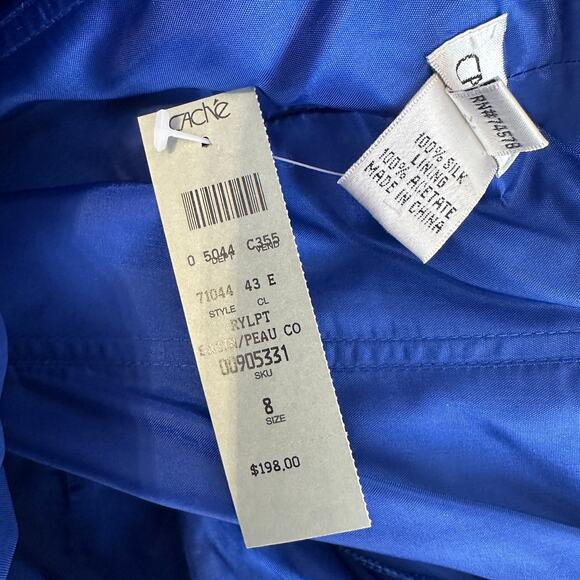 CACHÉ
0 5044 C355
DEPT VEND
71044 43 E
STYLE CL
RYLPT
/PEAU CO
00905331
SKU
8
SIZE
$198.00
RN#74578
100% SILK
LINING
100% ACETATE
MADE IN CHINA